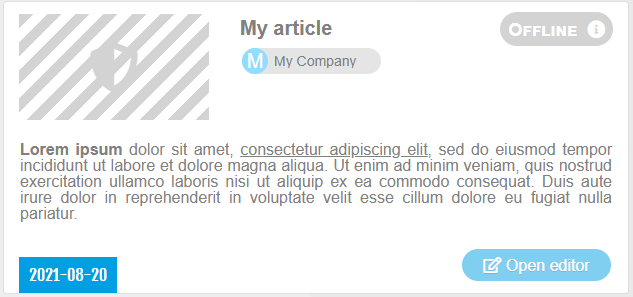 My article
OFFLINE i
M My Company
Lorem ipsum dolor sit amet, consectetur adipiscing elit, sed do eiusmod tempor
incididunt ut labore et dolore magna aliqua. Ut enim ad minim veniam, quis nostrud
exercitation ullamco laboris nisi ut aliquip ex ea commodo consequat. Duis aute
irure dolor in reprehenderit in voluptate velit esse cillum dolore eu fugiat nulla
pariatur.
2021-08-20
Open editor